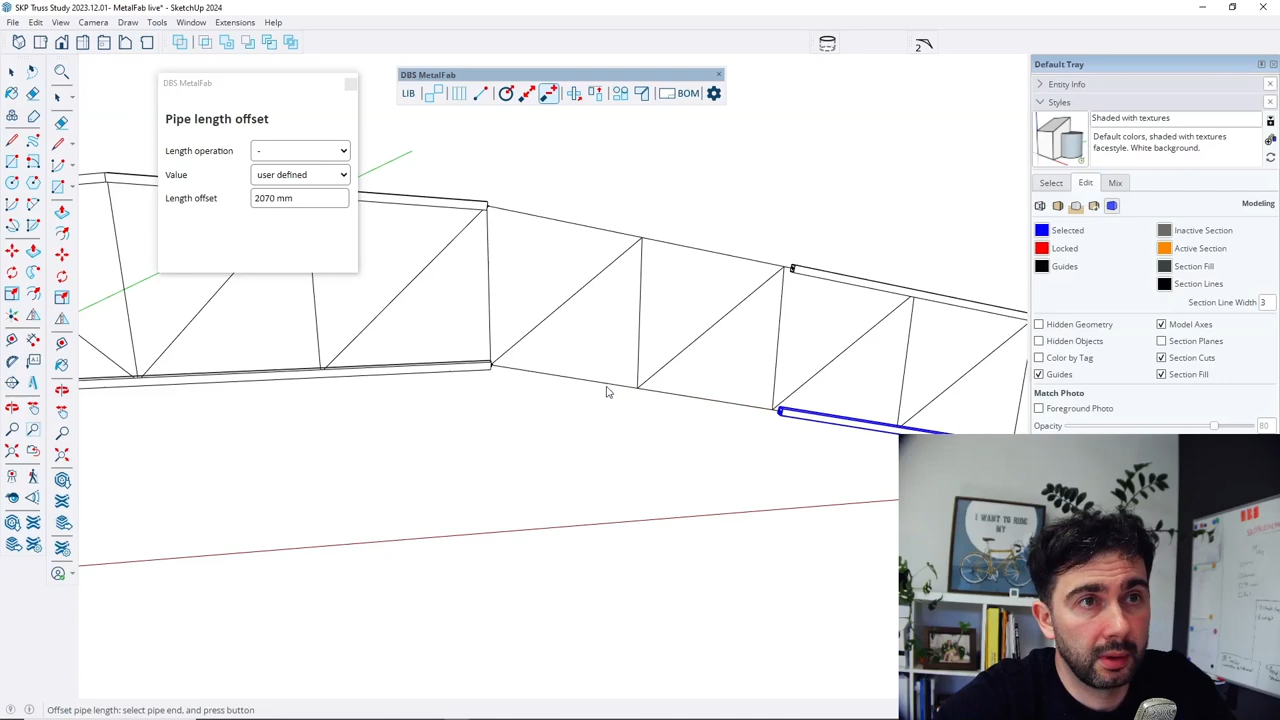 SKP Truss Study 2023.12.01- MetalFab live* - SketchUp 2024
File Edit View Camera Draw Tools Window Extensions Help
2
DBS MetalFab
Pipe length offset
Length operation -
Value user defined
Length offset 2070 mm
DBS MetalFab
LIB BOM
Default Tray
Entity Info
Styles
Shaded with textures
Default colors, shaded with textures
facestyle. White background.
Select Edit Mix
Modeling
Selected Inactive Section
Locked Active Section
Guides Section Fill
Section Lines
Section Line Width 3
Hidden Geometry Model Axes
Hidden Objects Section Planes
Color by Tag Section Cuts
Guides Section Fill
Match Photo
Foreground Photo
Opacity 80
I WANT TO RIDE
MY
Offset pipe length: select pipe end, and press button